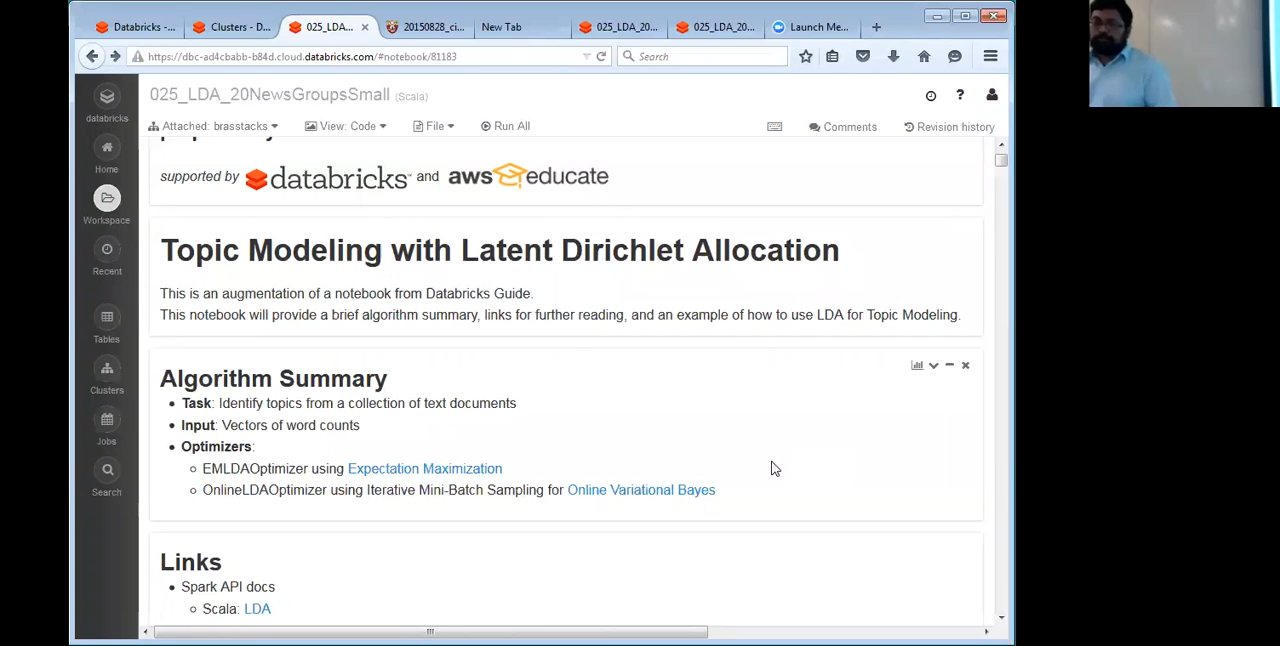 Databricks -...
Clusters - D...
025_LDA...
20150828_ci...
New Tab
025_LDA_20...
025_LDA_20...
Launch Me...
https://dbc-ad4cbabb-b84d.cloud.databricks.com/#notebook/81183
Search
databricks
Home
Workspace
Recent
Tables
Clusters
Jobs
Search
025_LDA_20NewsGroupsSmall (Scala)
Attached: brasstacks
View: Code
File
Run All
Comments
Revision history
supported by databricks and aws educate
Topic Modeling with Latent Dirichlet Allocation
This is an augmentation of a notebook from Databricks Guide.
This notebook will provide a brief algorithm summary, links for further reading, and an example of how to use LDA for Topic Modeling.
Algorithm Summary
• Task: Identify topics from a collection of text documents
• Input: Vectors of word counts
• Optimizers:
○ EMLDAOptimizer using Expectation Maximization
○ OnlineLDAOptimizer using Iterative Mini-Batch Sampling for Online Variational Bayes
Links
• Spark API docs
○ Scala: LDA